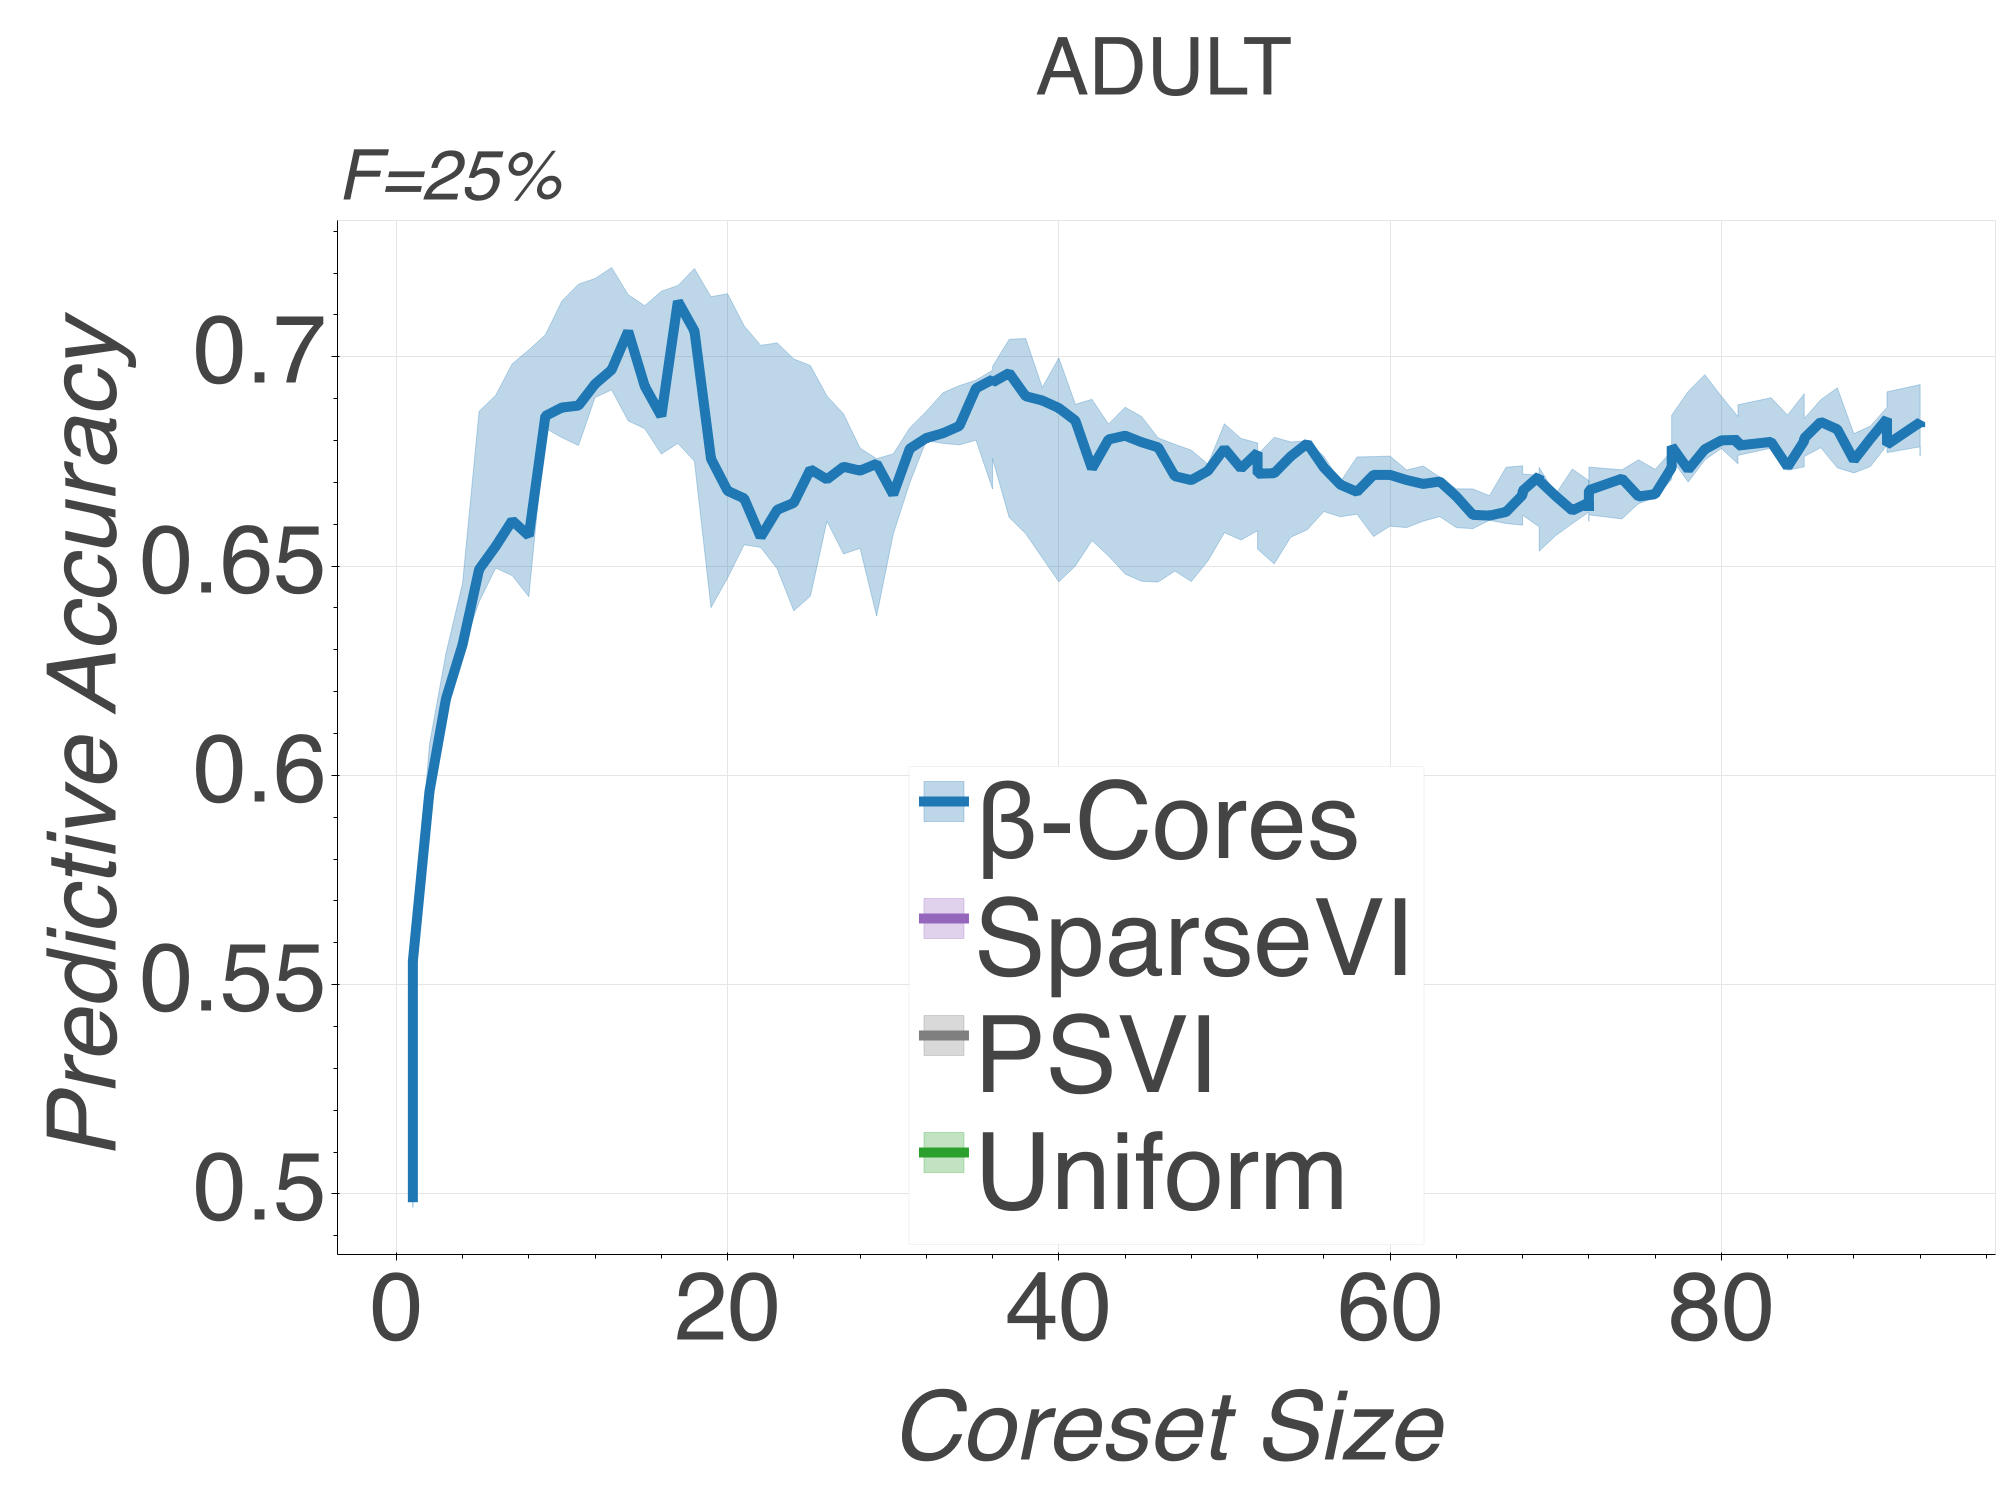 ADULT
F=25%
Predictive Accuracy
0.7
0.65
0.6
0.55
0.5
β-Cores
SparseVI
PSVI
Uniform
0 20 40 60 80
Coreset Size